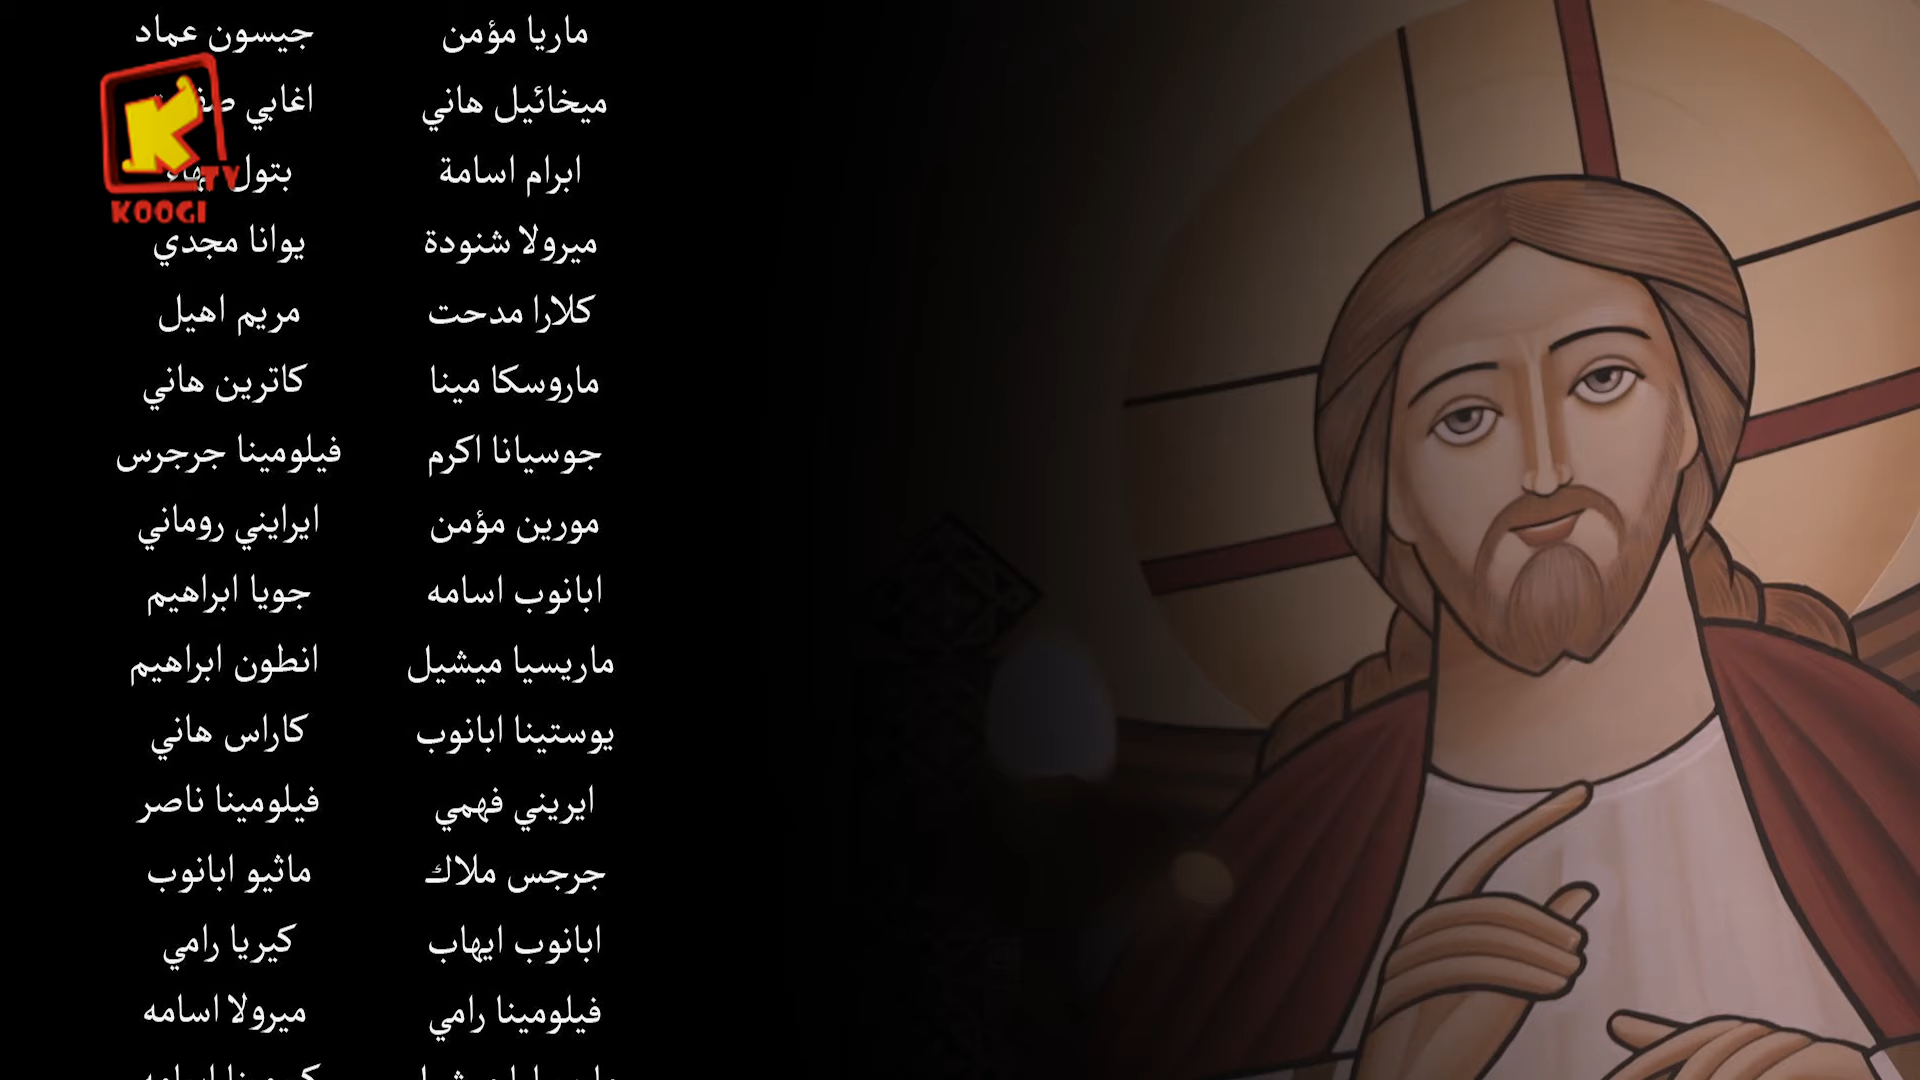 ماريا مؤمن جيسون عماد
ميخائيل هاني اغابي
ابرام اسامة بتول
ميرولا شنودة يوانا مجدي
كلارا مدحت مريم اهيل
ماروسكا مينا كاترين هاني
جوسيانا اكرم فيلومينا جرجرس
مورين مؤمن ايرايني روماني
ابانوب اسامه جويا ابراهيم
ماريسيا ميشيل انطون ابراهيم
يوستينا ابانوب كاراس هاني
ايريني فهمي فيلومينا ناصر
جرجس ملاك ماثيو ابانوب
ابانوب ايهاب كيريا رامي
فيلومينا رامي ميرولا اسامه
K TV
KOOGI